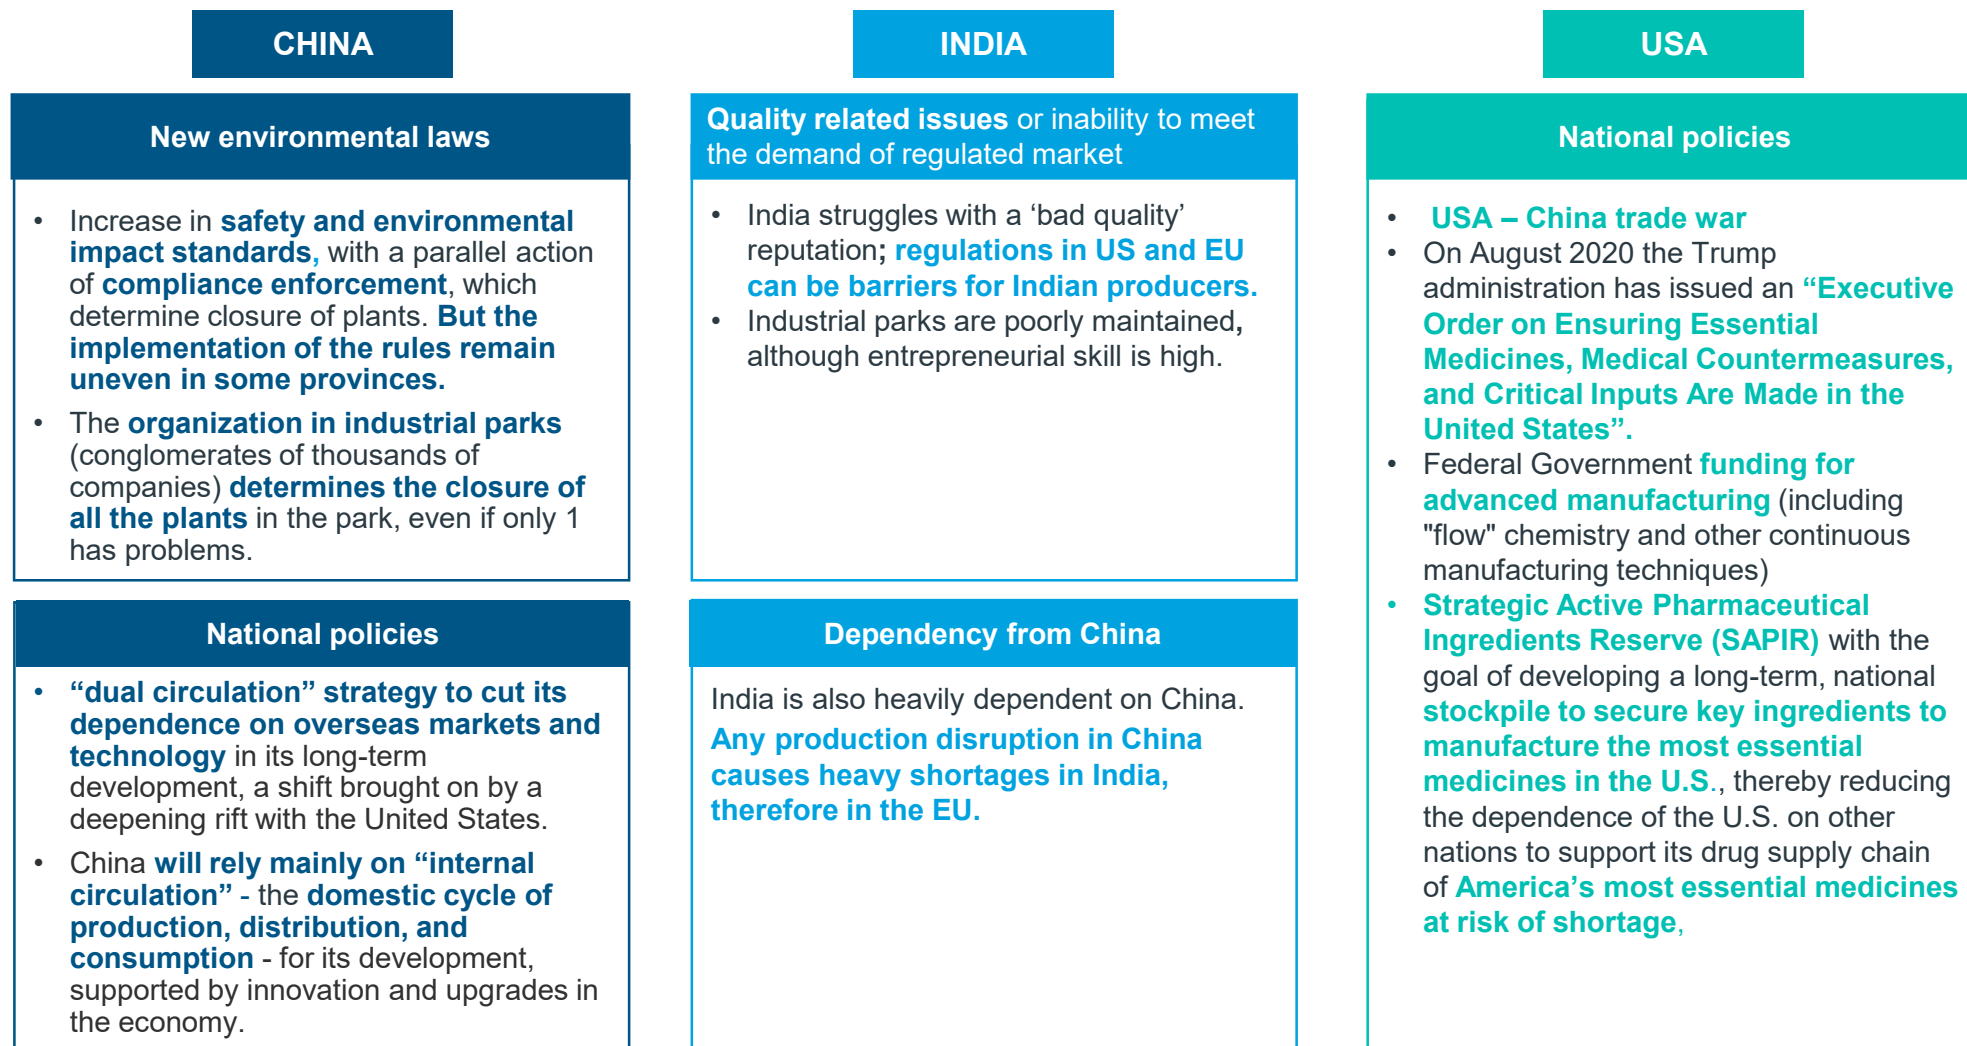 CHINA
New environmental laws
• Increase in safety and environmental
impact standards, with a parallel action
of compliance enforcement, which
determine closure of plants. But the
implementation of the rules remain
uneven in some provinces.
• The organization in industrial parks
(conglomerates of thousands of
companies) determines the closure of
all the plants in the park, even if only 1
has problems.
National policies
• “dual circulation” strategy to cut its
dependence on overseas markets and
technology in its long-term
development, a shift brought on by a
deepening rift with the United States.
• China will rely mainly on “internal
circulation” - the domestic cycle of
production, distribution, and
consumption - for its development,
supported by innovation and upgrades in
the economy.
INDIA
Quality related issues or inability to meet
the demand of regulated market
• India struggles with a ‘bad quality’
reputation; regulations in US and EU
can be barriers for Indian producers.
• Industrial parks are poorly maintained,
although entrepreneurial skill is high.
Dependency from China
India is also heavily dependent on China.
Any production disruption in China
causes heavy shortages in India,
therefore in the EU.
USA
National policies
• USA – China trade war
• On August 2020 the Trump
administration has issued an “Executive
Order on Ensuring Essential
Medicines, Medical Countermeasures,
and Critical Inputs Are Made in the
United States”.
• Federal Government funding for
advanced manufacturing (including
"flow" chemistry and other continuous
manufacturing techniques)
• Strategic Active Pharmaceutical
Ingredients Reserve (SAPIR) with the
goal of developing a long-term, national
stockpile to secure key ingredients to
manufacture the most essential
medicines in the U.S., thereby reducing
the dependence of the U.S. on other
nations to support its drug supply chain
of America’s most essential medicines
at risk of shortage,